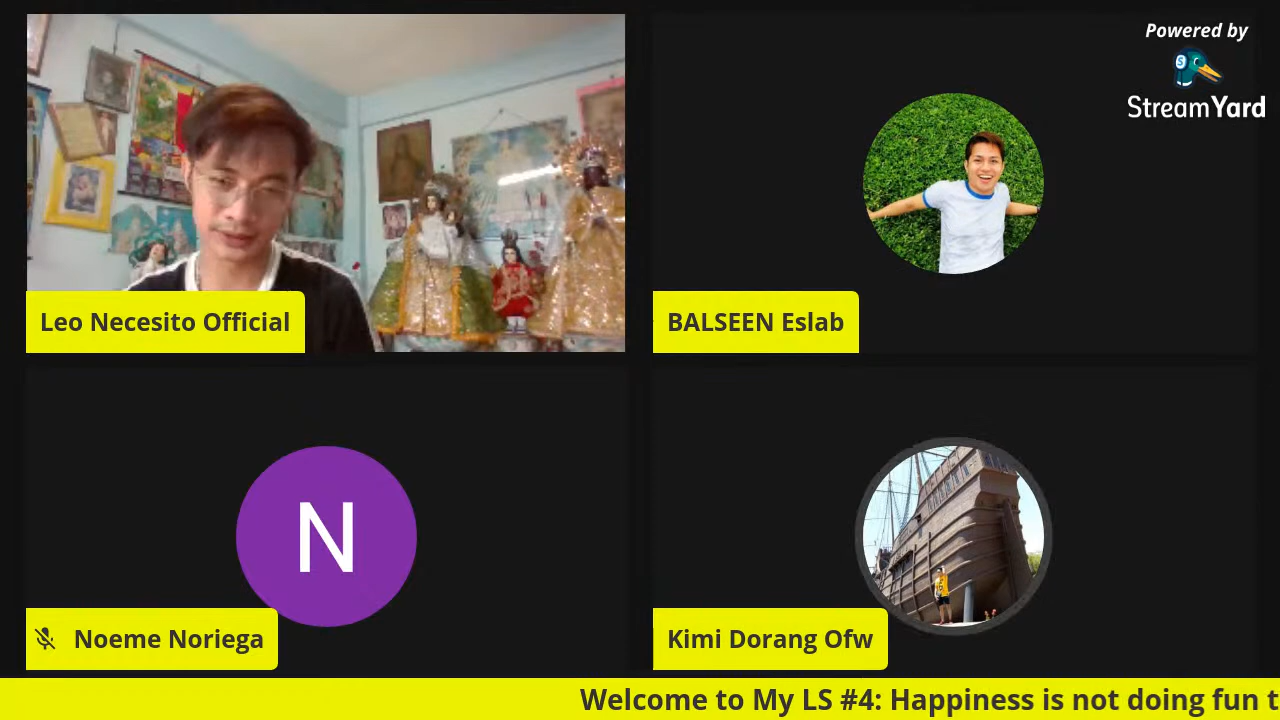 Powered by
StreamYard
Leo Necesito Official
BALSEEN Eslab
N
Noeme Noriega
Kimi Dorang Ofw
Welcome to My LS #4: Happiness is not doing fun t